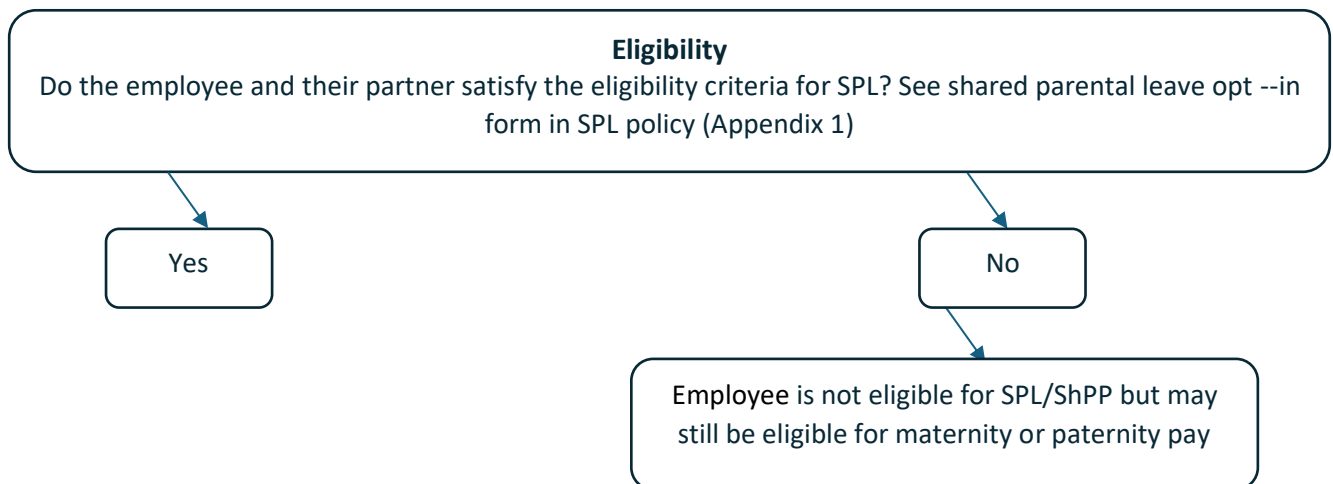 Eligibility
Do the employee and their partner satisfy the eligibility criteria for SPL? See shared parental leave opt --in
form in SPL policy (Appendix 1)
Yes
No
Employee is not eligible for SPL/ShPP but may
still be eligible for maternity or paternity pay